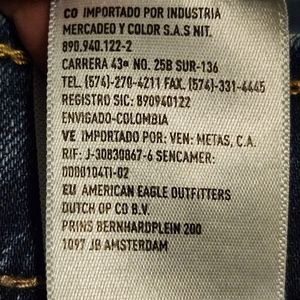 CO IMPORTADO POR INDUSTRIA
MERCADEO Y COLOR S.A.S NIT.
890.940.122-2
CARRERA 43ª NO. 25B SUR-136
TEL. (574)-270-4211 FAX. (574)-331-4445
REGISTRO SIC: 890940122
ENVIGADO-COLOMBIA
VE IMPORTADO POR: VEN: METAS, C.A.
RIF: J-30830867-6 SENCAMER:
0000104TI-02
EU AMERICAN EAGLE OUTFITTERS
DUTCH OP CO B.V.
PRINS BERNHARDPLEIN 200
1097 JB AMSTERDAM